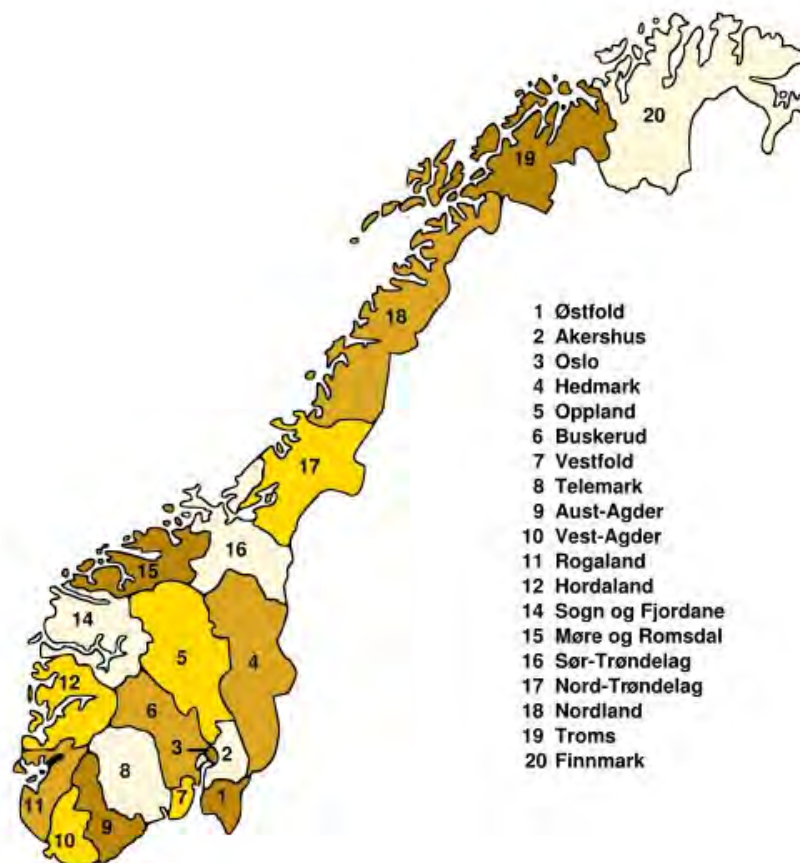 20
19
18
17
16
15
14
12
5
4
6
3
2
8
7
1
11
10
9
1 Østfold
2 Akershus
3 Oslo
4 Hedmark
5 Oppland
6 Buskerud
7 Vestfold
8 Telemark
9 Aust-Agder
10 Vest-Agder
11 Rogaland
12 Hordaland
14 Sogn og Fjordane
15 Møre og Romsdal
16 Sør-Trøndelag
17 Nord-Trøndelag
18 Nordland
19 Troms
20 Finnmark